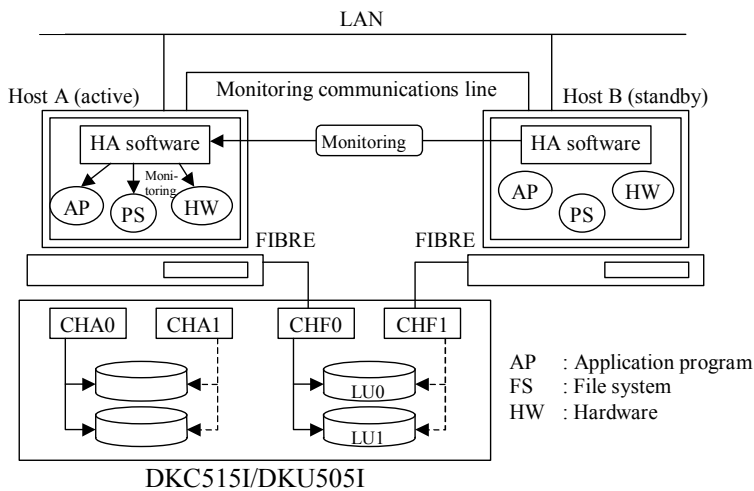 LAN
Monitoring communications line
Host A (active)
Host B (standby)
HA software
Monitoring
HA software
Moni-
toring
AP
PS
HW
AP
PS
HW
FIBRE
FIBRE
CHA0
CHA1
CHF0
CHF1
LU0
LU1
AP : Application program
FS : File system
HW : Hardware
DKC515I/DKU505I